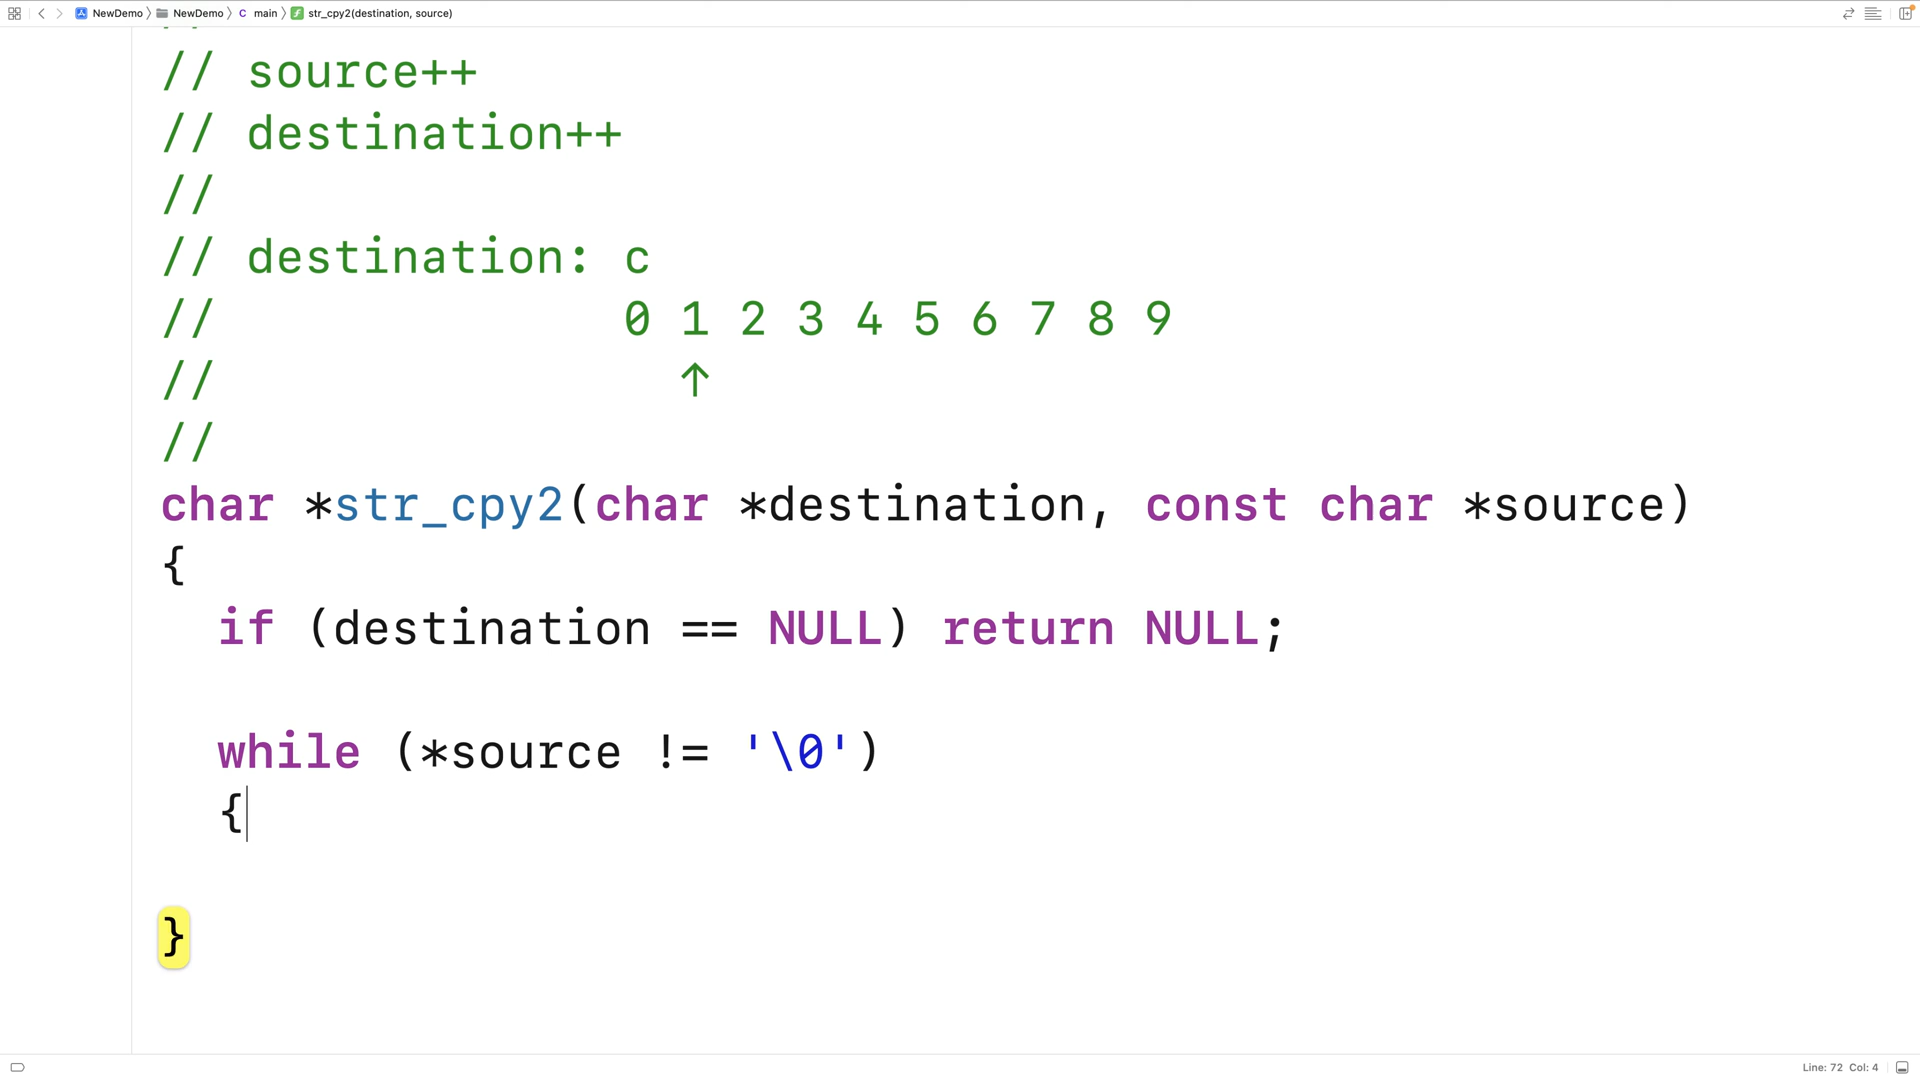 NewDemo NewDemo C main f str_cpy2(destination, source)
// source++
// destination++
//
// destination: c
// 0 1 2 3 4 5 6 7 8 9
// ↑
//
char *str_cpy2(char *destination, const char *source)
{
if (destination == NULL) return NULL;
while (*source != '\0')
{
}
Line: 72 Col: 4